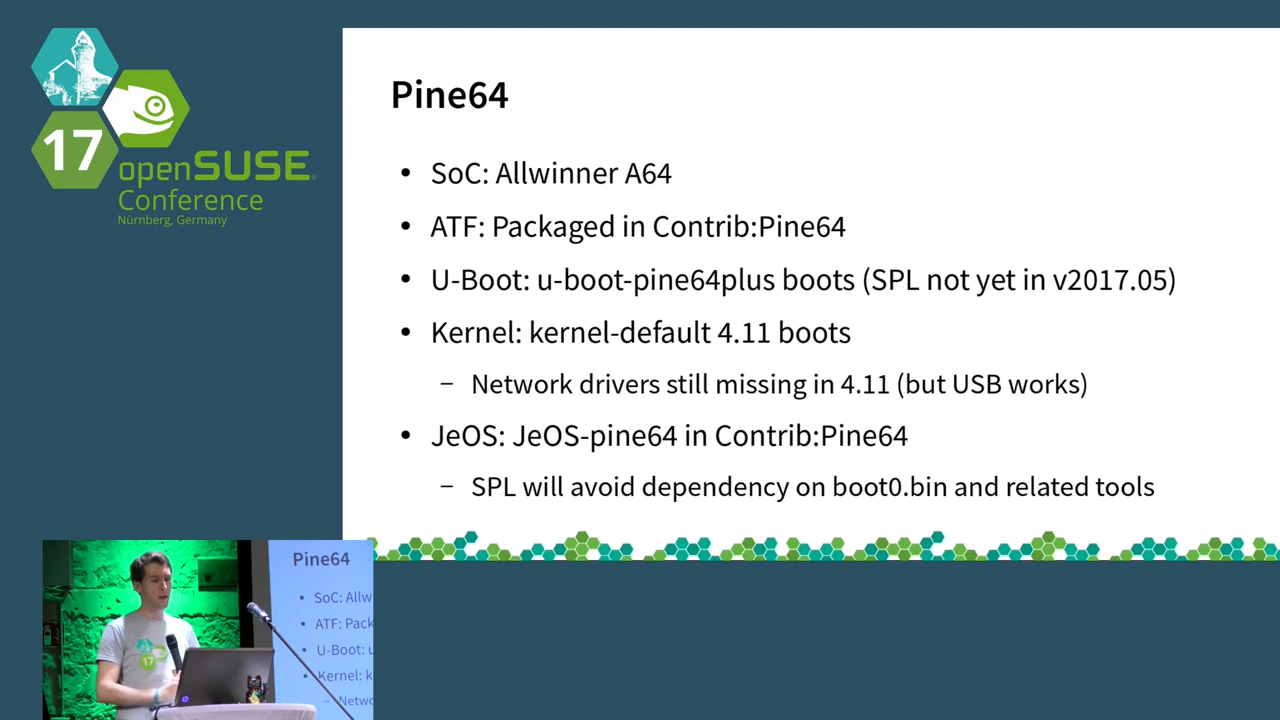 17
openSUSE
Conference
Nürnberg, Germany
Pine64
• SoC: Allwinner A64
• ATF: Packaged in Contrib:Pine64
• U-Boot: u-boot-pine64plus boots (SPL not yet in v2017.05)
• Kernel: kernel-default 4.11 boots
– Network drivers still missing in 4.11 (but USB works)
• JeOS: JeOS-pine64 in Contrib:Pine64
– SPL will avoid dependency on boot0.bin and related tools
Pine64
• SoC: Allw
• ATF: Pack
• U-Boot: u
• Kernel: k
– Netwo
17
hp